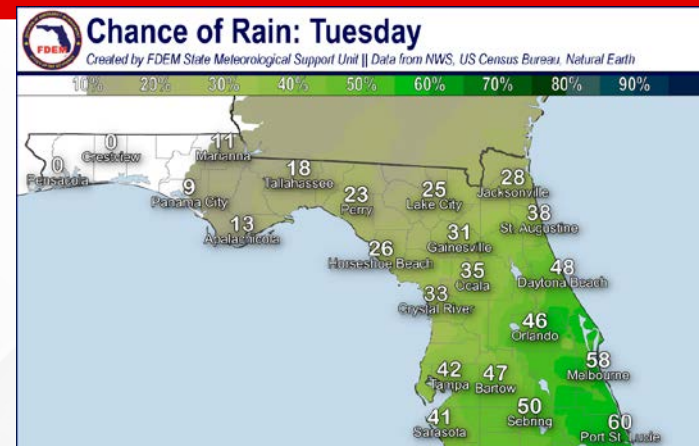 FDEM
Chance of Rain: Tuesday
Created by FDEM State Meteorological Support Unit || Data from NWS, US Census Bureau, Natural Earth
10% 20% 30% 40% 50% 60% 70% 80% 90%
0
Crestview
11
Marianna
0
Pensacola
18
Tallahassee
9
Panama City
23
Perry
25
Lake City
28
Jacksonville
13
Apalachicola
38
St. Augustine
31
Gainesville
26
Horseshoe Beach
35
Ocala
48
Daytona Beach
33
Crystal River
46
Orlando
58
Melbourne
42
Tampa
47
Bartow
50
Sebring
41
Sarasota
60
Port St. Lucie